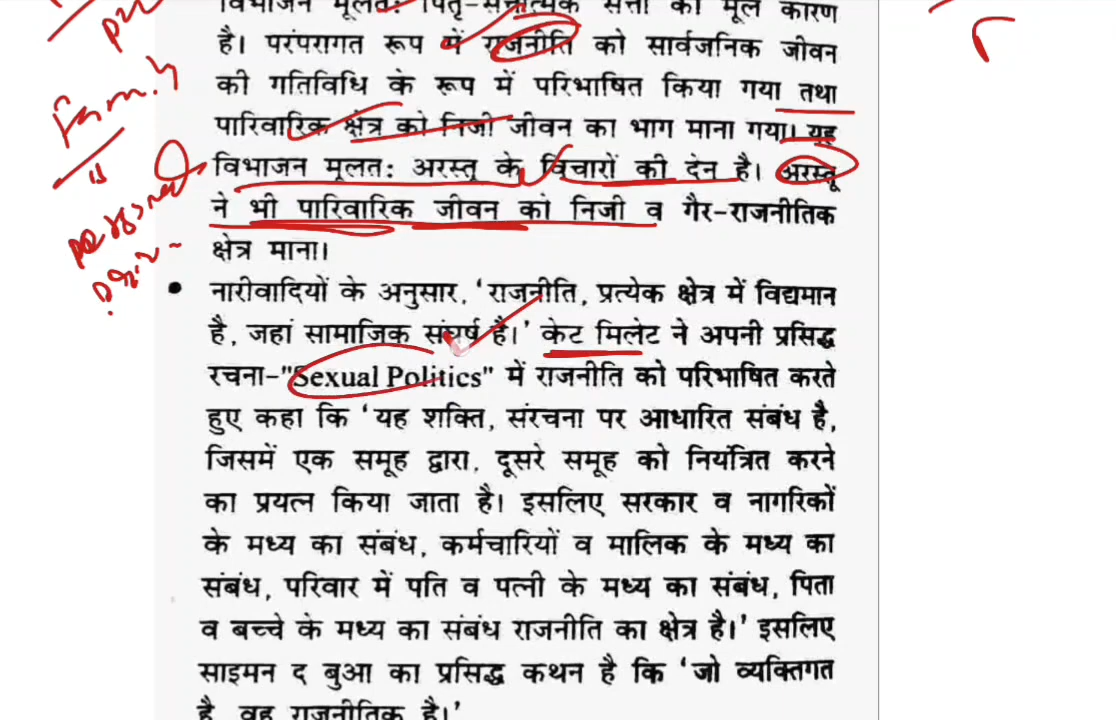 विभाजन मूलत: पितृ-सत्तात्मक सत्ता का मूल कारण
है। परंपरागत रूप में राजनीति को सार्वजनिक जीवन
की गतिविधि के रूप में परिभाषित किया गया तथा
पारिवारिक क्षेत्र को निजी जीवन का भाग माना गया। यह
विभाजन मूलत: अरस्तू के विचारों की देन है। अरस्तू
ने भी पारिवारिक जीवन को निजी व गैर-राजनीतिक
क्षेत्र माना।
• नारीवादियों के अनुसार, 'राजनीति, प्रत्येक क्षेत्र में विद्यमान
है, जहां सामाजिक संघर्ष है।' केट मिलेट ने अपनी प्रसिद्ध
रचना-"Sexual Politics" में राजनीति को परिभाषित करते
हुए कहा कि 'यह शक्ति, संरचना पर आधारित संबंध है,
जिसमें एक समूह द्वारा, दूसरे समूह को नियंत्रित करने
का प्रयत्न किया जाता है। इसलिए सरकार व नागरिकों
के मध्य का संबंध, कर्मचारियों व मालिक के मध्य का
संबंध, परिवार में पति व पत्नी के मध्य का संबंध, पिता
व बच्चे के मध्य का संबंध राजनीति का क्षेत्र है।' इसलिए
साइमन द बुआ का प्रसिद्ध कथन है कि 'जो व्यक्तिगत
है, वह राजनीतिक है।'